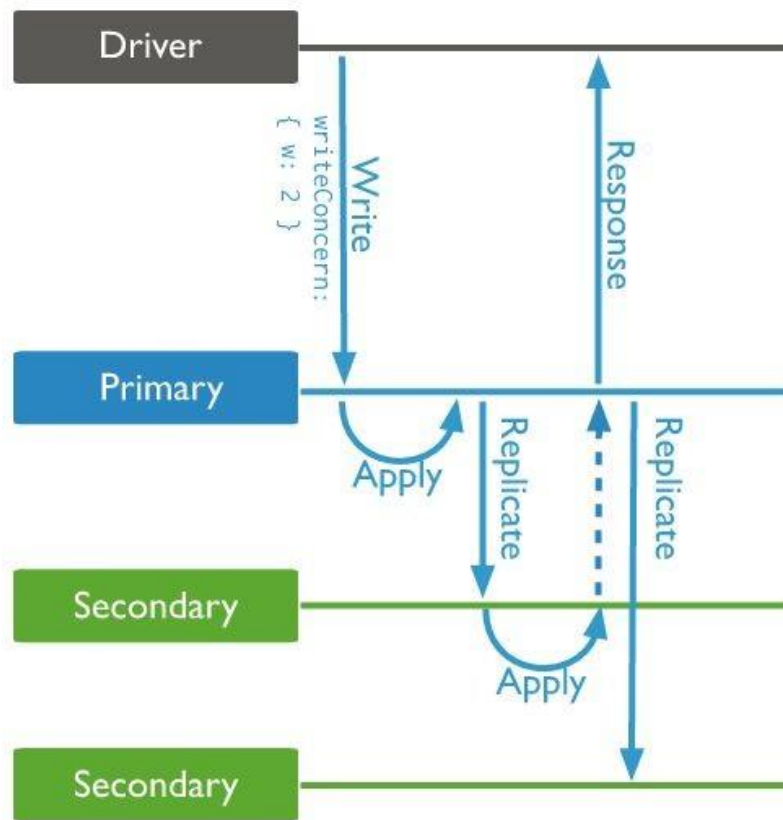 Driver
Write
writeConcern:
{ w: 2 }
Response
Primary
Apply
Replicate
Replicate
Secondary
Apply
Secondary